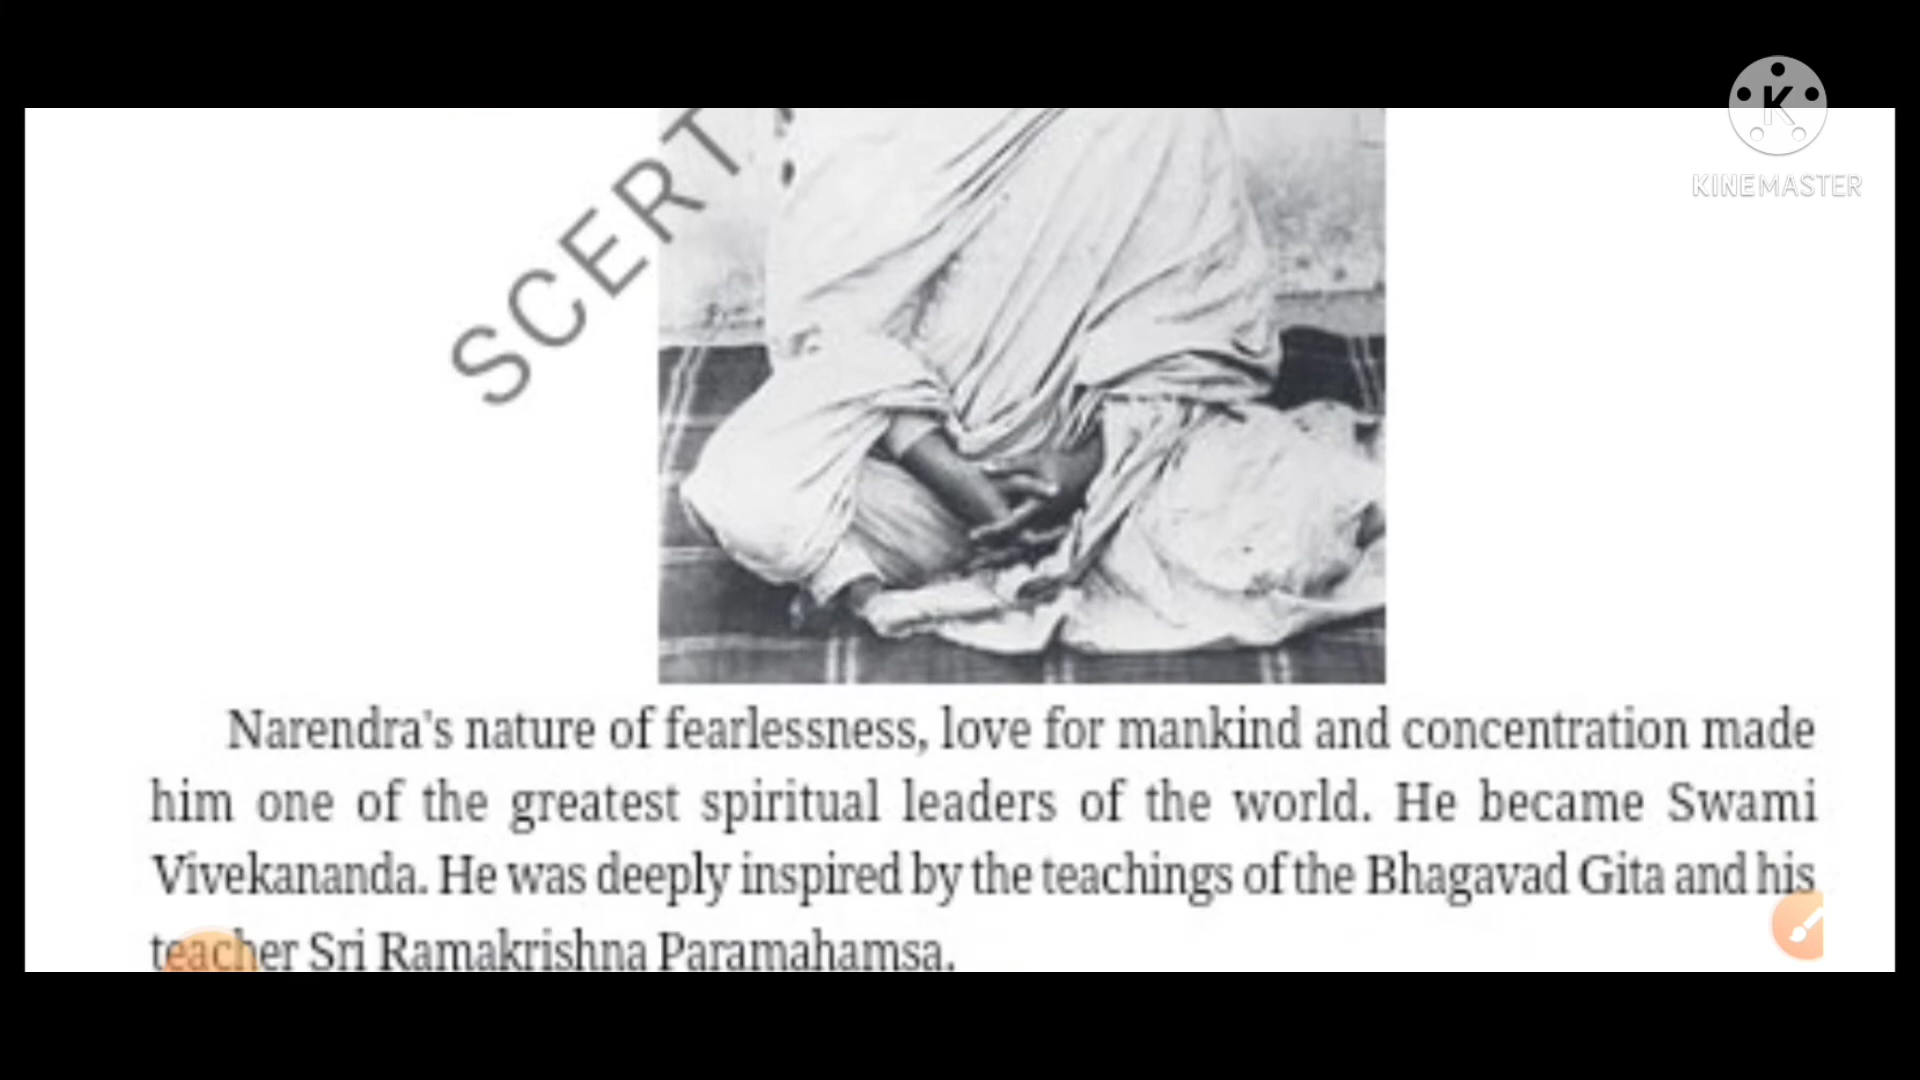 K
KINEMASTER
SCERT
Narendra's nature of fearlessness, love for mankind and concentration made
him one of the greatest spiritual leaders of the world. He became Swami
Vivekananda. He was deeply inspired by the teachings of the Bhagavad Gita and his
teacher Sri Ramakrishna Paramahamsa.